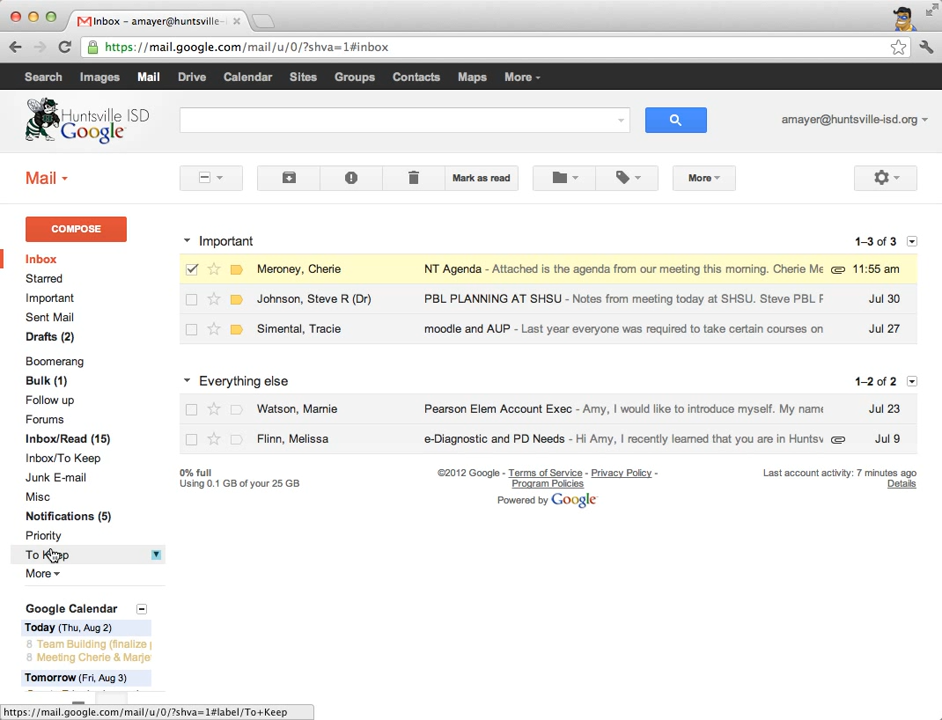 Inbox – amayer@huntsville-
https://mail.google.com/mail/u/0/?shva=1#inbox
Search Images Mail Drive Calendar Sites Groups Contacts Maps More
Huntsville ISD
Google
amayer@huntsville-isd.org
Mail
Mark as read
More
COMPOSE
Inbox
Starred
Important
Sent Mail
Drafts (2)
Boomerang
Bulk (1)
Follow up
Forums
Inbox/Read (15)
Inbox/To Keep
Junk E-mail
Misc
Notifications (5)
Priority
To Keep
More
Google Calendar
Today (Thu, Aug 2)
8 Team Building (finalize
8 Meeting Cherie & Marje
Tomorrow (Fri, Aug 3)
Important 1–3 of 3
Meroney, Cherie NT Agenda - Attached is the agenda from our meeting this morning. Cherie Me 11:55 am
Johnson, Steve R (Dr) PBL PLANNING AT SHSU - Notes from meeting today at SHSU. Steve PBL F Jul 30
Simental, Tracie moodle and AUP - Last year everyone was required to take certain courses on Jul 27
Everything else 1–2 of 2
Watson, Mamie Pearson Elem Account Exec - Amy, I would like to introduce myself. My name Jul 23
Flinn, Melissa e-Diagnostic and PD Needs - Hi Amy, I recently learned that you are in Huntsv Jul 9
0% full
Using 0.1 GB of your 25 GB
©2012 Google - Terms of Service - Privacy Policy -
Program Policies
Powered by Google
Last account activity: 7 minutes ago
Details
https://mail.google.com/mail/u/0/?shva=1#label/To+Keep